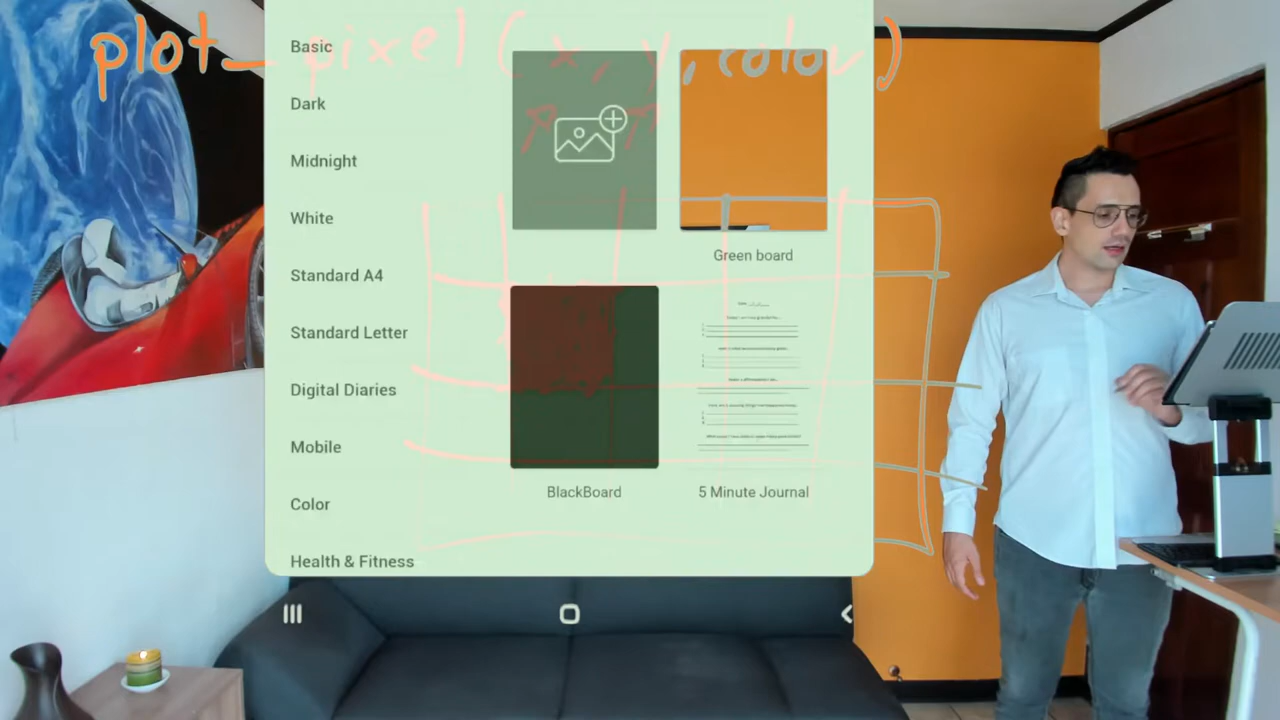 plot_pixel(x, y, color)
Basic
Dark
Midnight
White
Standard A4
Standard Letter
Digital Diaries
Mobile
Color
Health & Fitness
Green board
BlackBoard
5 Minute Journal